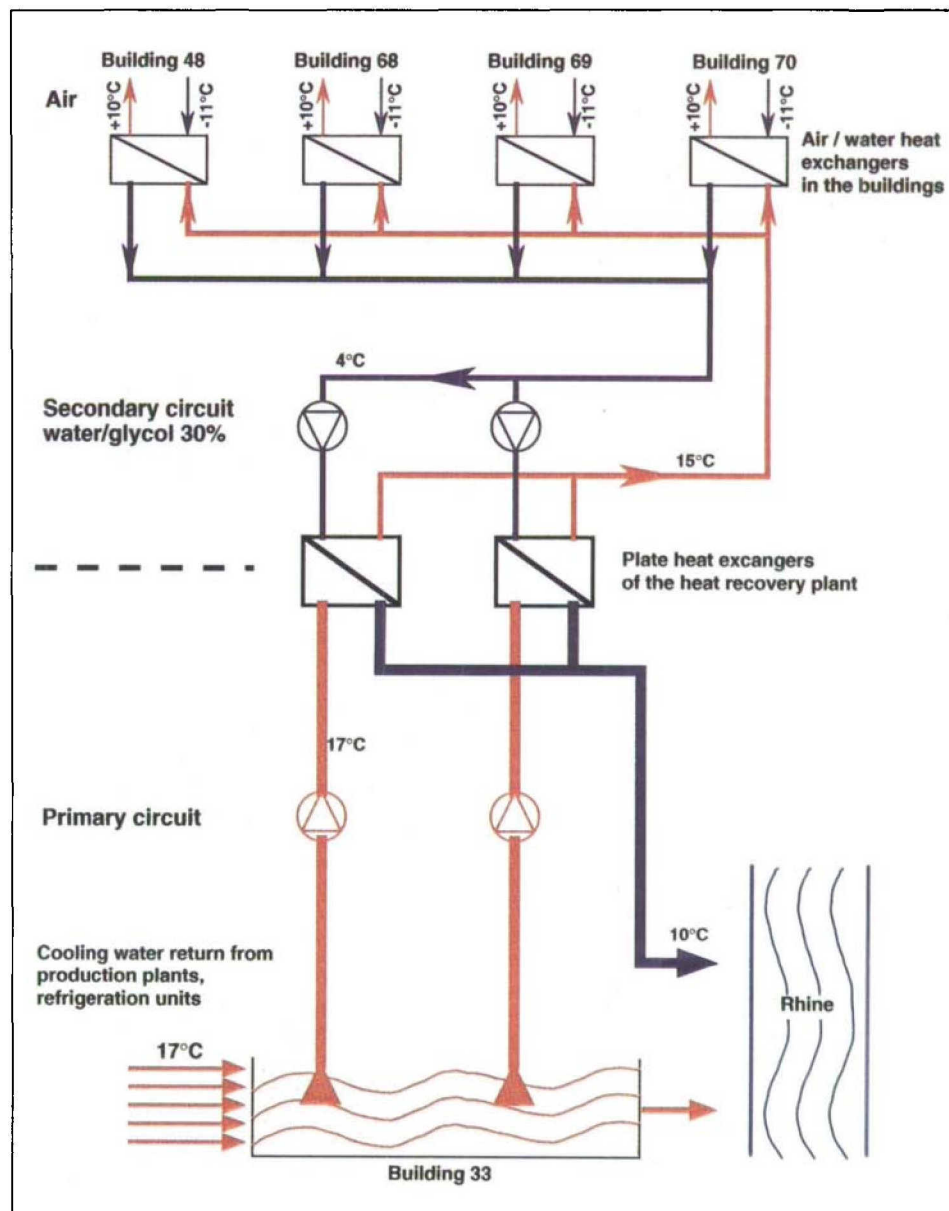 Building 48
Building 68
Building 69
Building 70
Air
+10°C
-11°C
+10°C
-11°C
+10°C
-11°C
+10°C
-11°C
Air / water heat
exchangers
in the buildings
4°C
Secondary circuit
water/glycol 30%
15°C
Plate heat excangers
of the heat recovery plant
17°C
Primary circuit
Cooling water return from
production plants,
refrigeration units
10°C
Rhine
17°C
Building 33